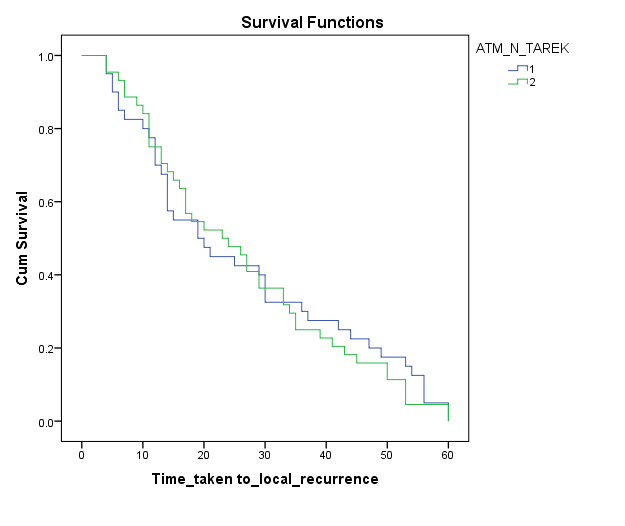 Survival Functions
ATM_N_TAREK
1
2
Cum Survival
1.0
0.8
0.6
0.4
0.2
0.0
0 10 20 30 40 50 60
Time_taken to_local_recurrence